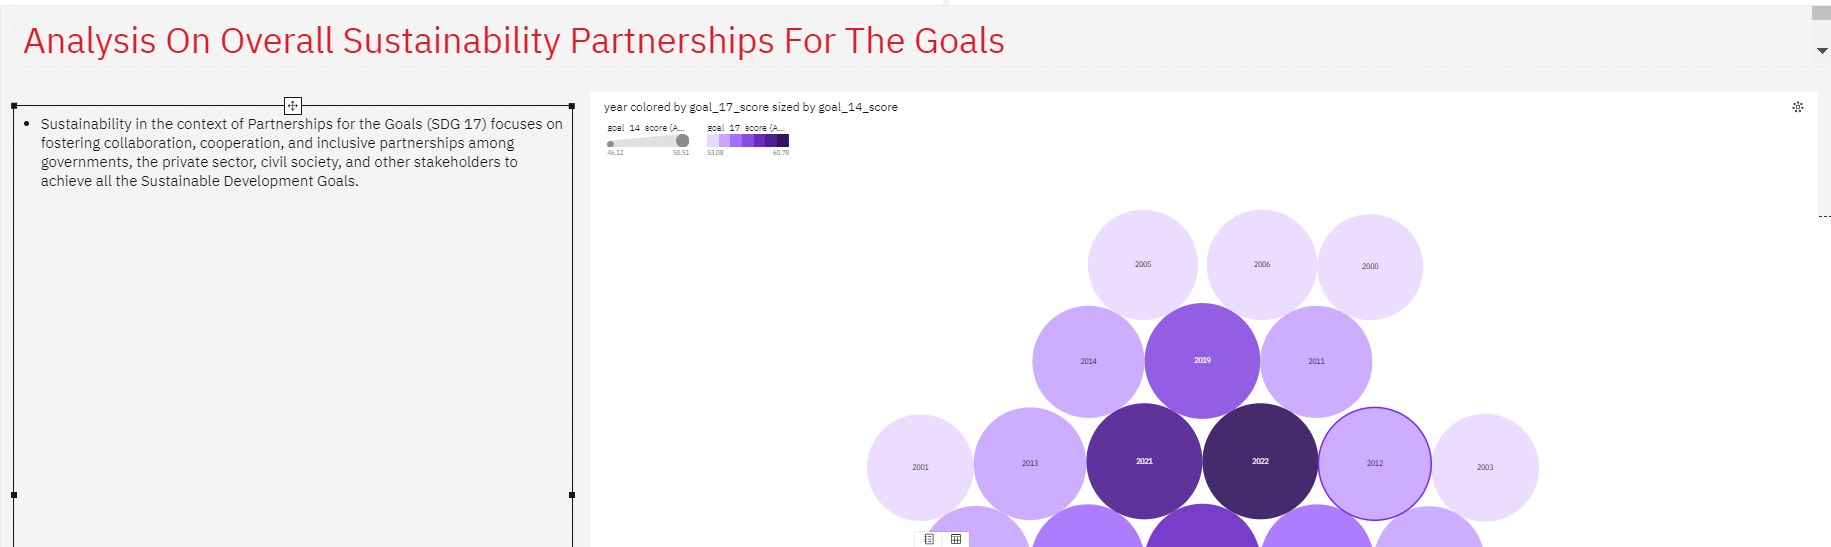 Analysis On Overall Sustainability Partnerships For The Goals
• Sustainability in the context of Partnerships for the Goals (SDG 17) focuses on
fostering collaboration, cooperation, and inclusive partnerships among
governments, the private sector, civil society, and other stakeholders to
achieve all the Sustainable Development Goals.
year colored by goal_17_score sized by goal_14_score
goal_14_score (A...
goal_17_score (A...
46.12
50.51
53.08
60.78
2005
2006
2000
2014
2019
2011
2001
2013
2021
2022
2012
2003